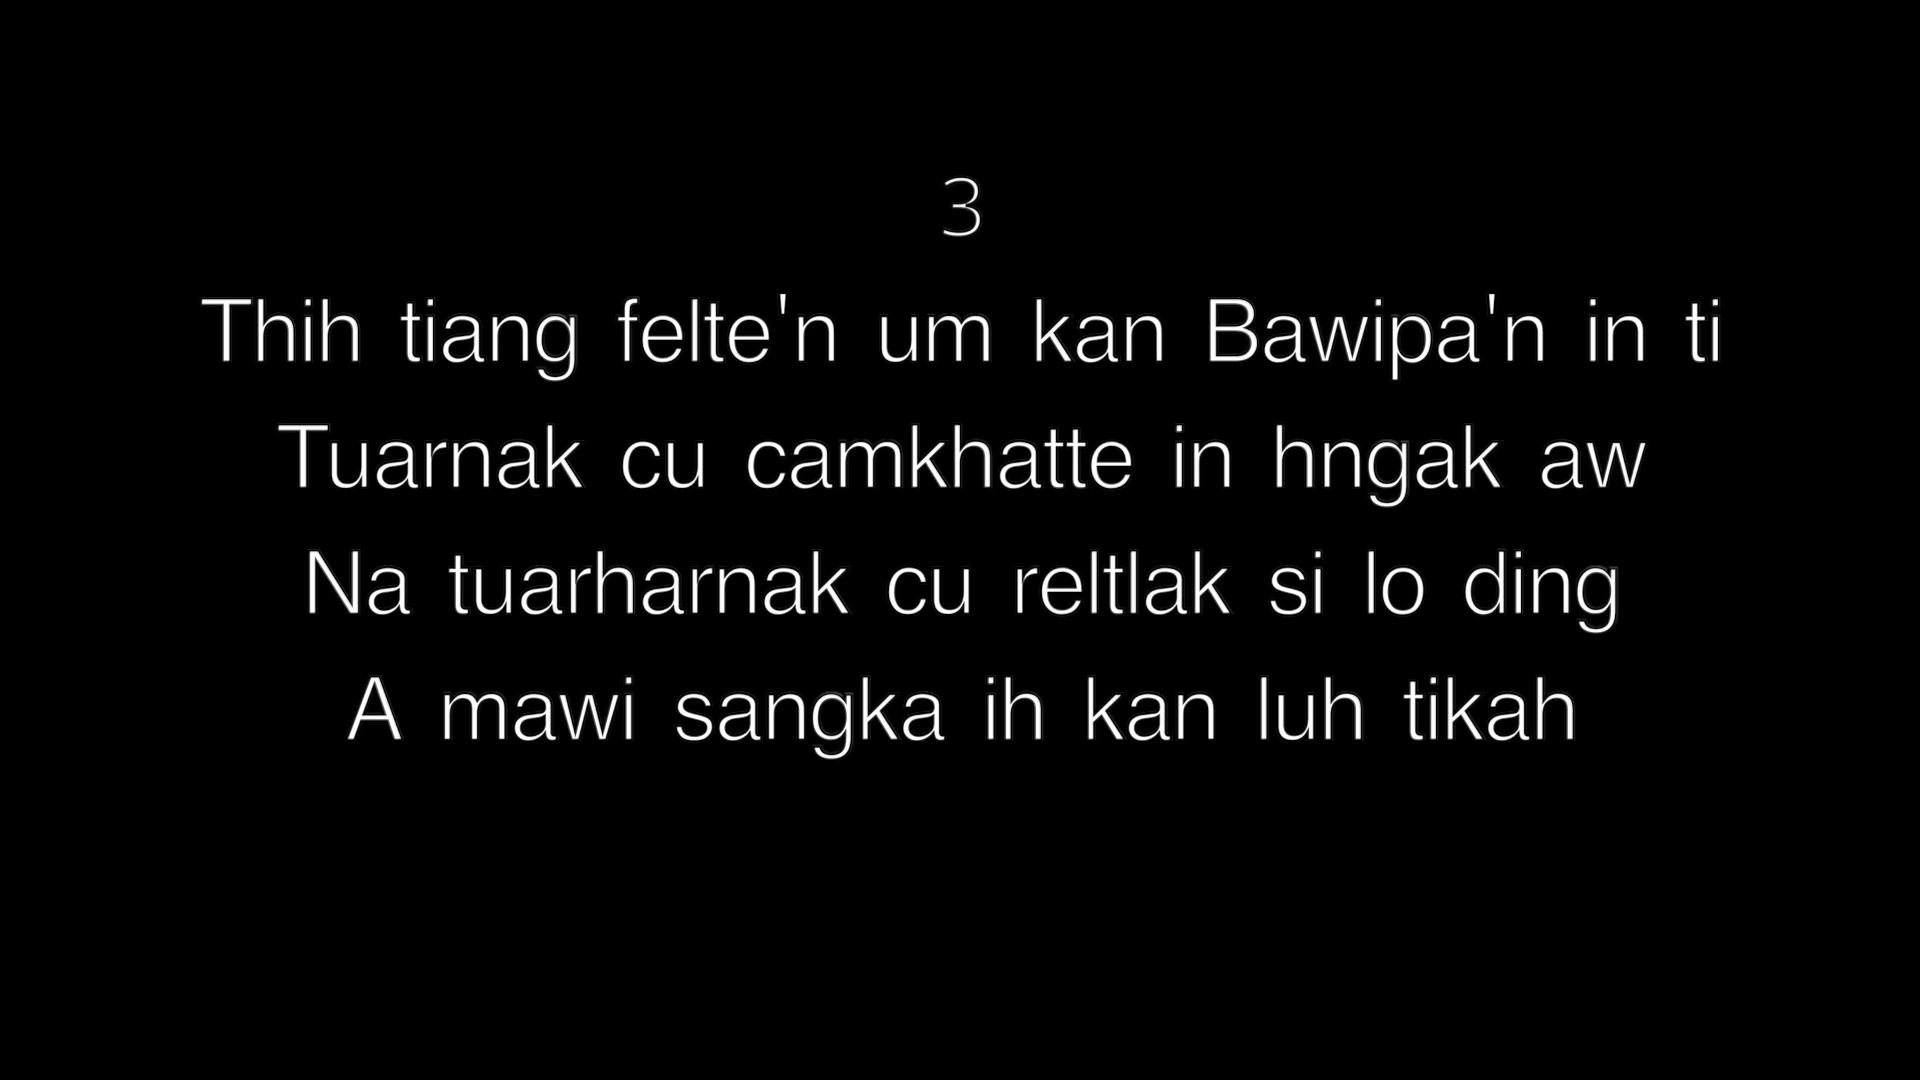 3
Thih tiang felte'n um kan Bawipa'n in ti
Tuarnak cu camkhatte in hngak aw
Na tuarharnak cu reltlak si lo ding
A mawi sangka ih kan luh tikah